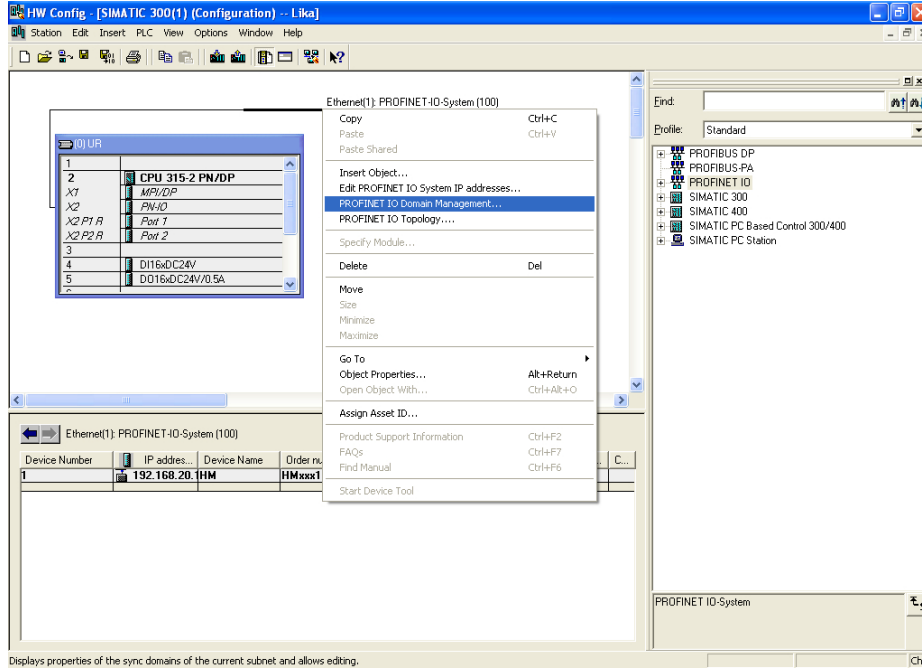 HW Config - [SIMATIC 300(1) (Configuration) -- Lika]
Station Edit Insert PLC View Options Window Help
Ethernet(1): PROFINET-IO-System (100)
(0) UR
1
2 CPU 315-2 PN/DP
X1 MPI/DP
X2 PN-IO
X2 P1 R Port 1
X2 P2 R Port 2
3
4 DI16xDC24V
5 DO16xDC24V/0.5A
Copy Ctrl+C
Paste Ctrl+V
Paste Shared
Insert Object...
Edit PROFINET IO System IP addresses...
PROFINET IO Domain Management...
PROFINET IO Topology....
Specify Module...
Delete Del
Move
Size
Minimize
Maximize
Go To
Object Properties... Alt+Return
Open Object With... Ctrl+Alt+O
Assign Asset ID...
Product Support Information Ctrl+F2
FAQs Ctrl+F7
Find Manual Ctrl+F6
Start Device Tool
Ethernet(1): PROFINET-IO-System (100)
Device Number IP addres... Device Name Order nu C...
1 192.168.20.1 HM HMxxx1
Find:
Profile: Standard
PROFIBUS DP
PROFIBUS-PA
PROFINET IO
SIMATIC 300
SIMATIC 400
SIMATIC PC Based Control 300/400
SIMATIC PC Station
PROFINET IO-System
Displays properties of the sync domains of the current subnet and allows editing.
Ch